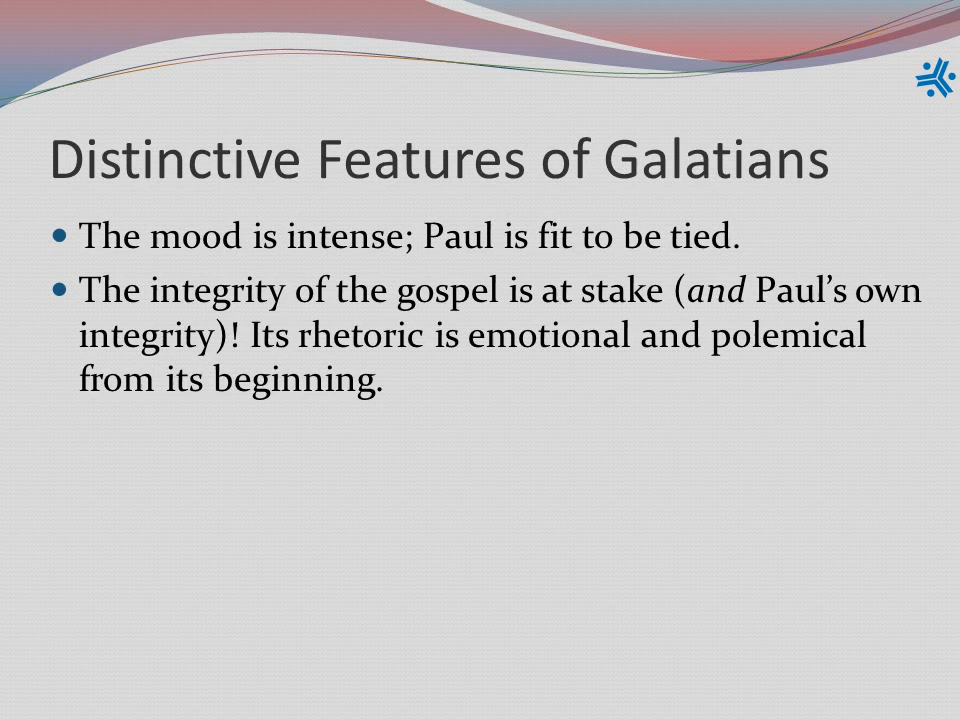 Distinctive Features of Galatians
• The mood is intense; Paul is fit to be tied.
• The integrity of the gospel is at stake (and Paul’s own
integrity)! Its rhetoric is emotional and polemical
from its beginning.